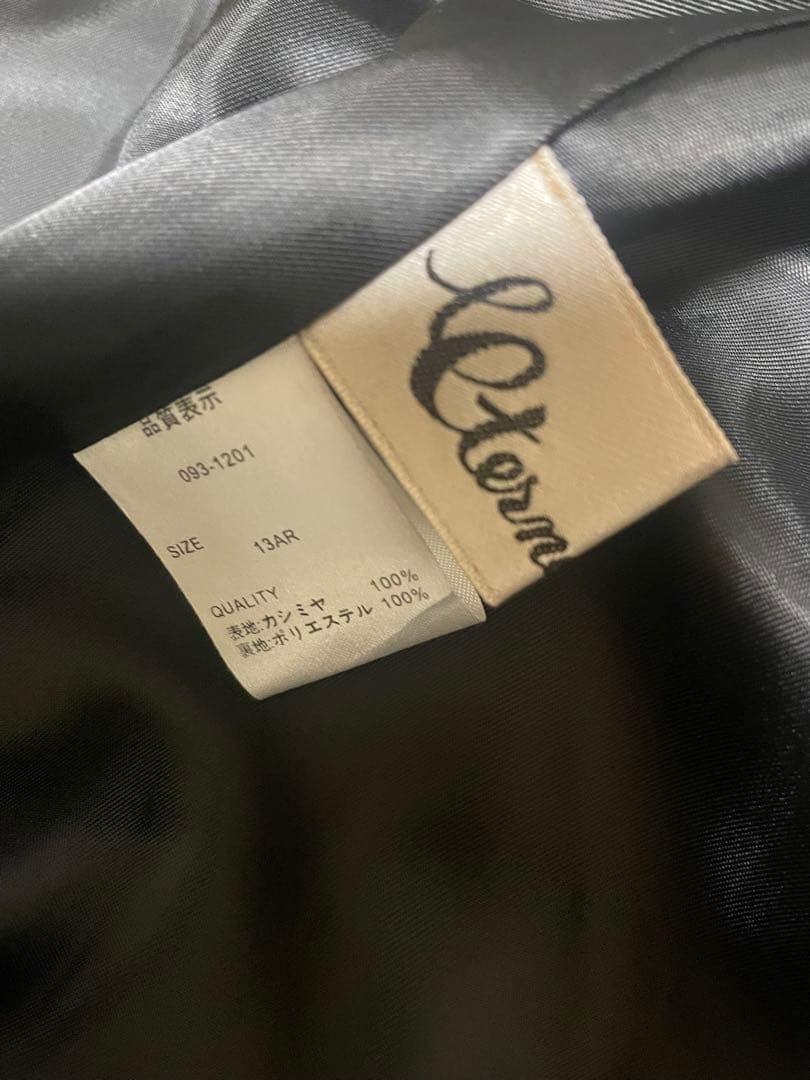 品質表示
093-1201
SIZE 13AR
QUALITY
表地:カシミヤ 100%
裏地:ポリエステル 100%